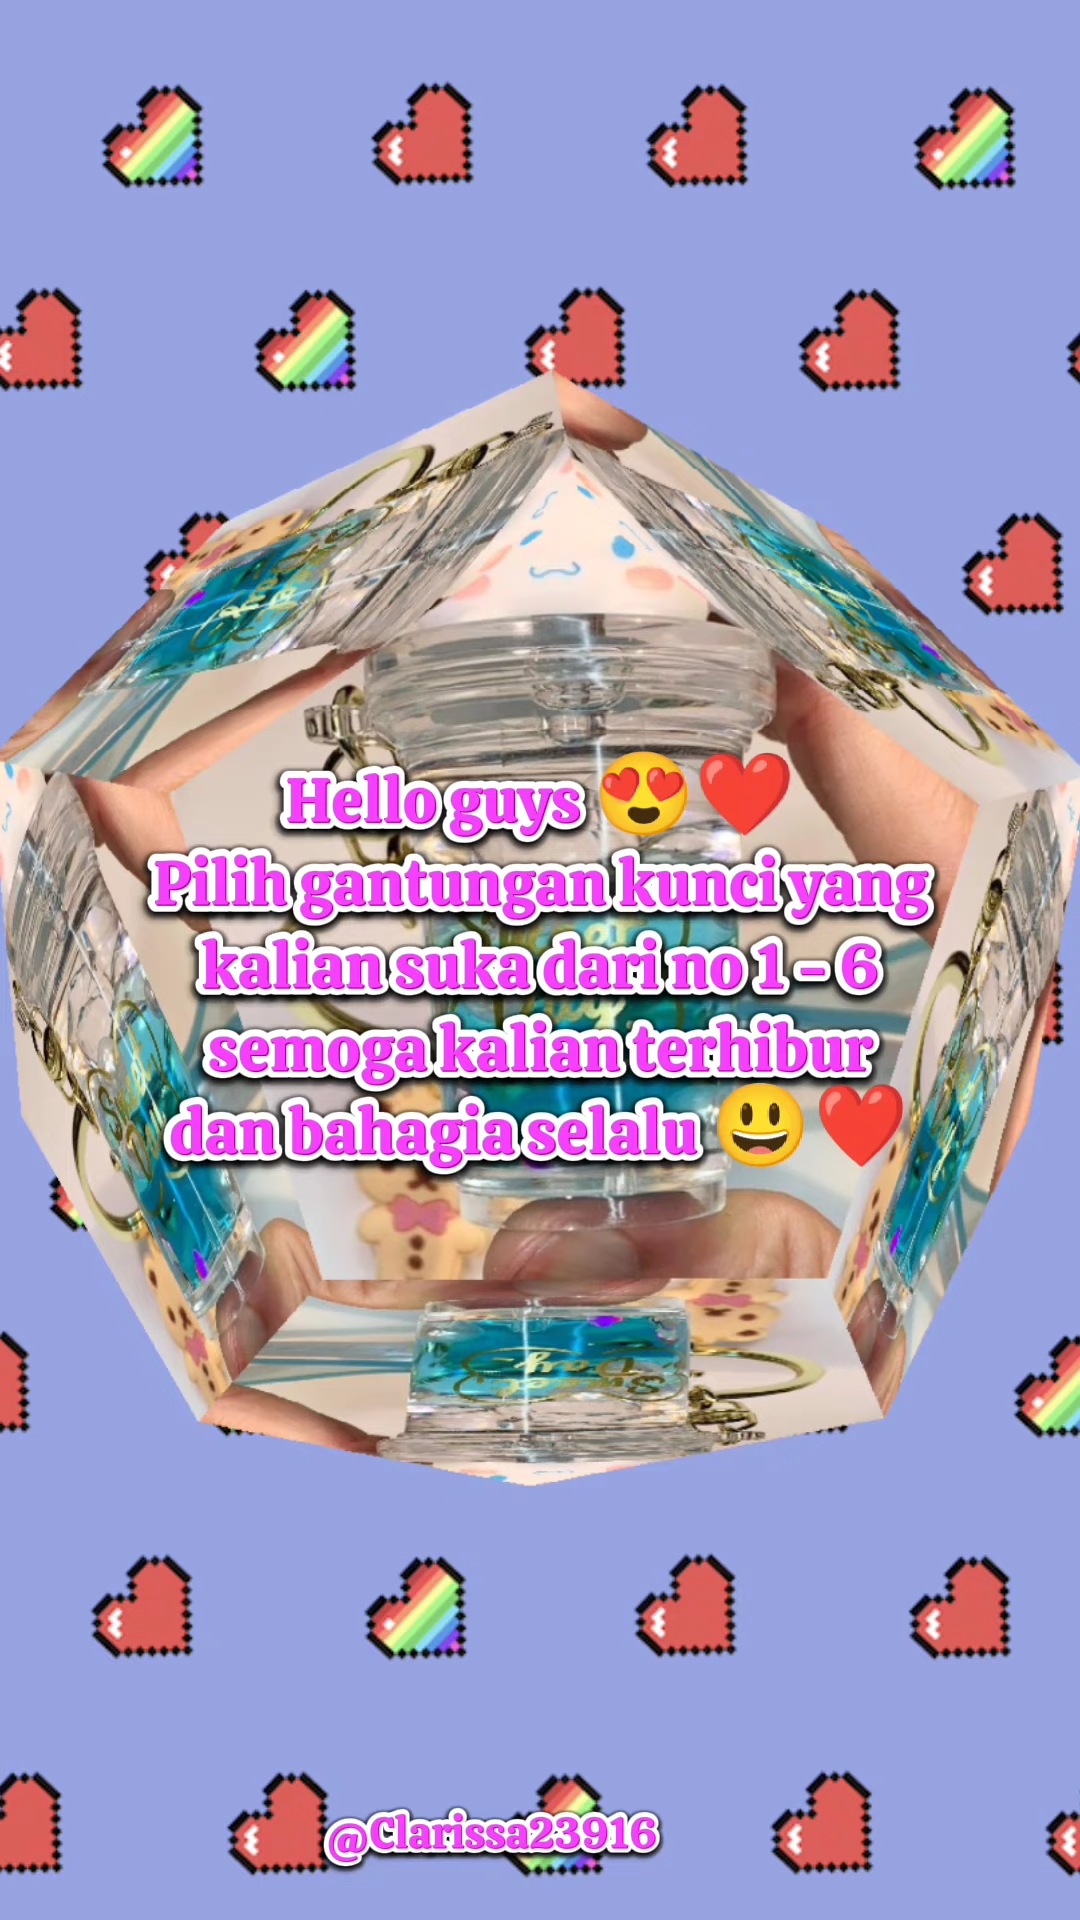 Hello guys 😍❤️
Pilih gantungan kunci yang
kalian suka dari no 1 - 6
semoga kalian terhibur
dan bahagia selalu 😃❤️
@Clarissa23916